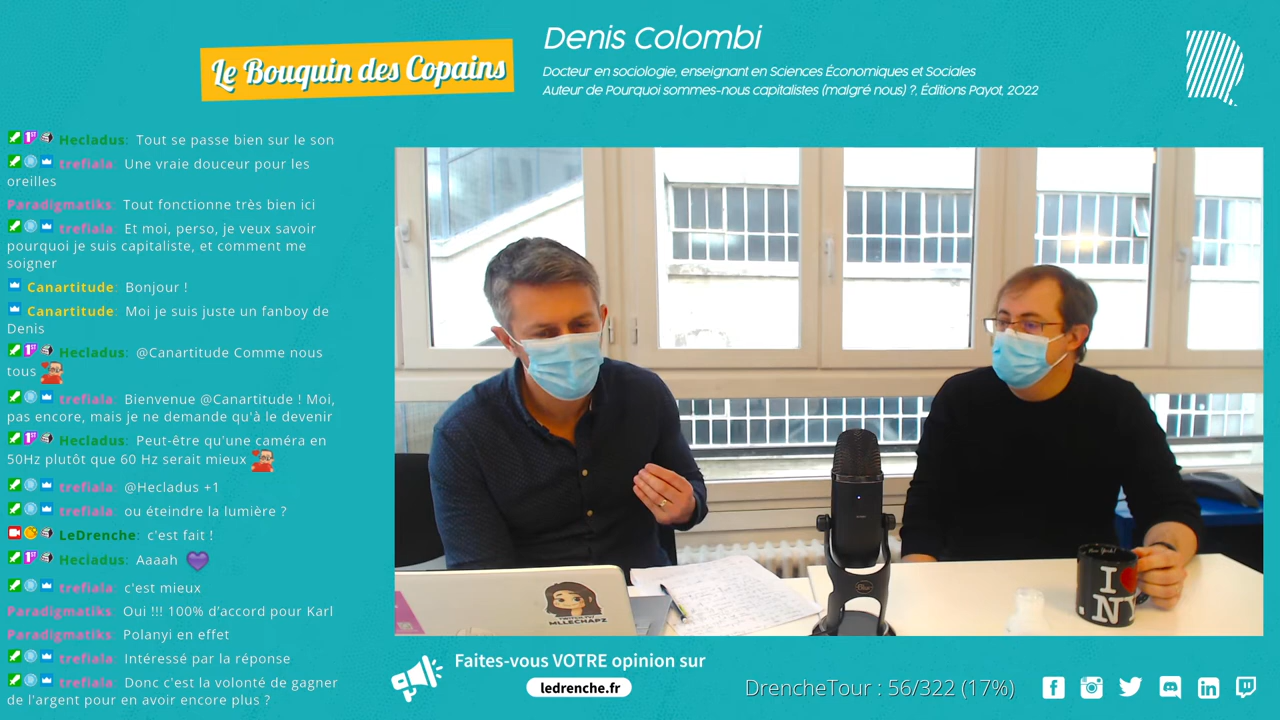 Le Bouquin des Copains
Denis Colombi
Docteur en sociologie, enseignant en Sciences Économiques et Sociales
Auteur de Pourquoi sommes-nous capitalistes (malgré nous) ?, Éditions Payot, 2022
Hecladus: Tout se passe bien sur le son
trefiala: Une vraie douceur pour les
oreilles
Paradigmatiks: Tout fonctionne très bien ici
trefiala: Et moi, perso, je veux savoir
pourquoi je suis capitaliste, et comment me
soigner
Canartitude: Bonjour !
Canartitude: Moi je suis juste un fanboy de
Denis
Hecladus: @Canartitude Comme nous
tous
trefiala: Bienvenue @Canartitude ! Moi,
pas encore, mais je ne demande qu'à le devenir
Hecladus: Peut-être qu'une caméra en
50Hz plutôt que 60 Hz serait mieux
trefiala: @Hecladus +1
trefiala: ou éteindre la lumière ?
LeDrenche: c'est fait !
Hecladus: Aaaah
trefiala: c'est mieux
Paradigmatiks: Oui !!! 100% d'accord pour Karl
Paradigmatiks: Polanyi en effet
trefiala: Intéressé par la réponse
trefiala: Donc c'est la volonté de gagner
de l'argent pour en avoir encore plus ?
MLLECHAPZ
blue
New York!
I
NY
Faites-vous VOTRE opinion sur
ledrenche.fr
DrencheTour : 56/322 (17%)